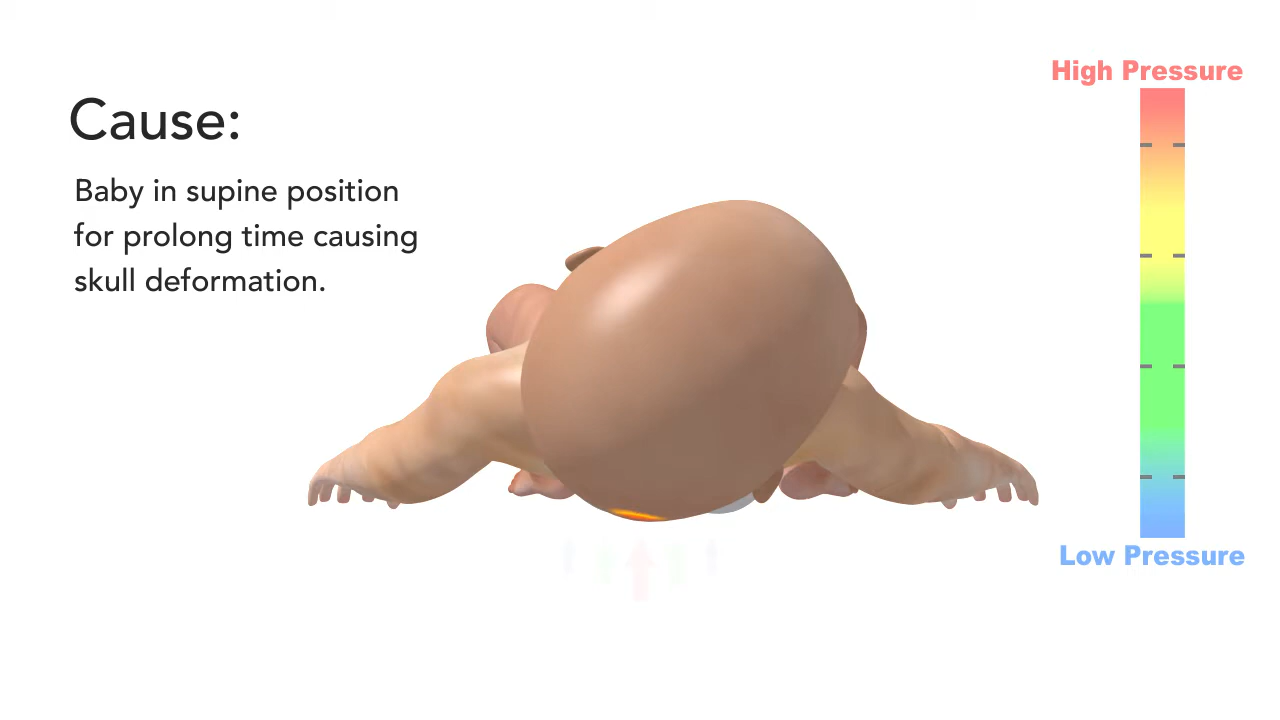 Cause:
Baby in supine position
for prolong time causing
skull deformation.
High Pressure
Low Pressure